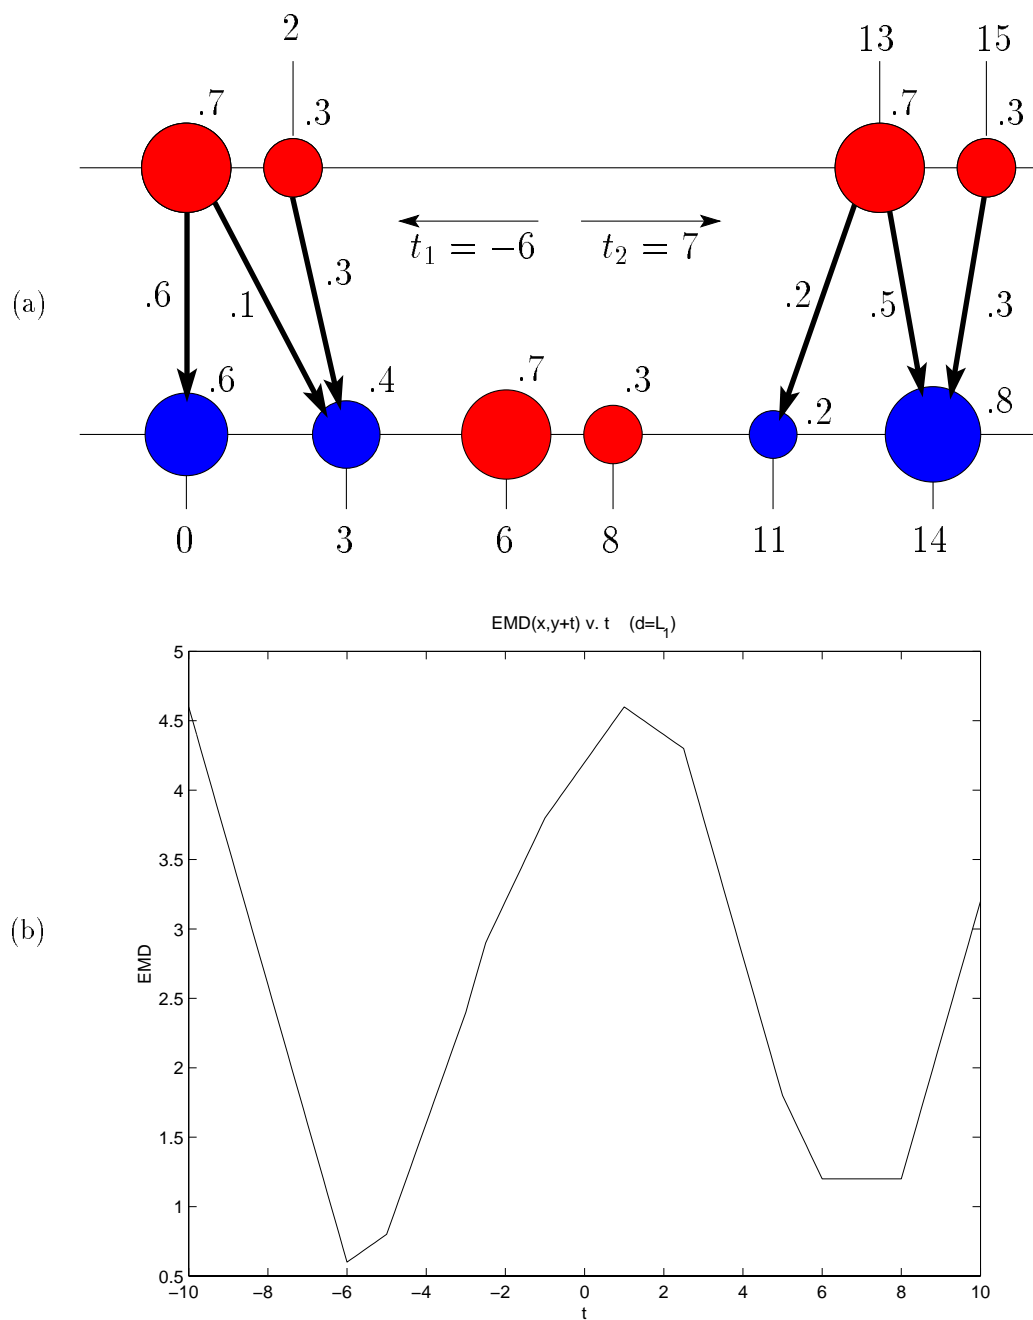 2 13 15
.7 .3 .7 .3
t₁ = −6 t₂ = 7
(a)
.6 .1 .3 .2 .5 .3
.6 .4 .7 .3 .2 .8
0 3 6 8 11 14
EMD(x,y+t) v. t (d=L₁)
5
4.5
4
3.5
3
(b)
EMD
2.5
2
1.5
1
0.5
−10 −8 −6 −4 −2 0 2 4 6 8 10
t